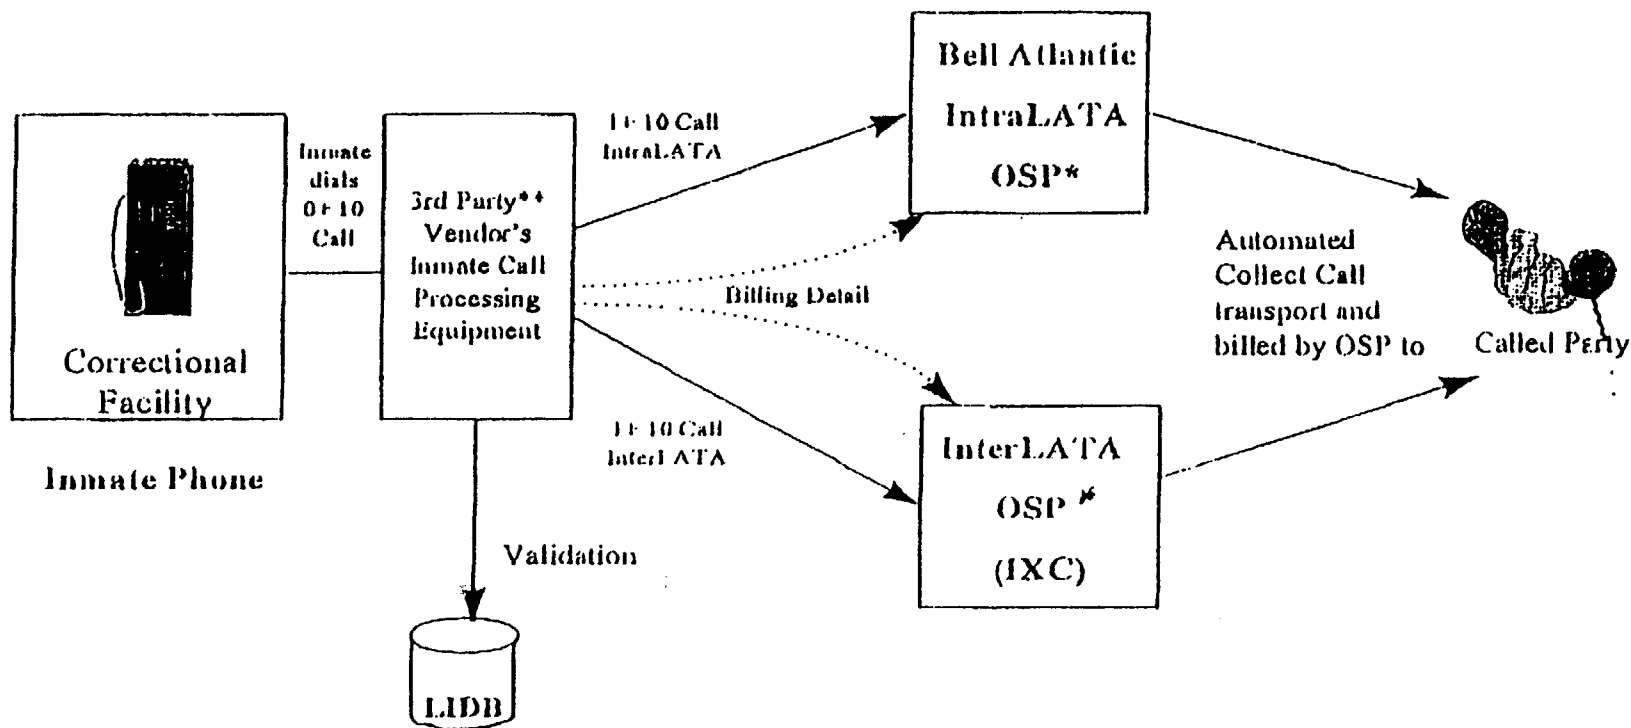 Correctional
Facility
Inmate Phone
Inmate
dials
0+10
Call
3rd Party**
Vendor's
Inmate Call
Processing
Equipment
Validation
LIDB
1+10 Call
IntraLATA
Billing Detail
1+10 Call
InterLATA
Bell Atlantic
IntraLATA
OSP*
InterLATA
OSP *
(IXC)
Automated
Collect Call
transport and
billed by OSP to
Called Party